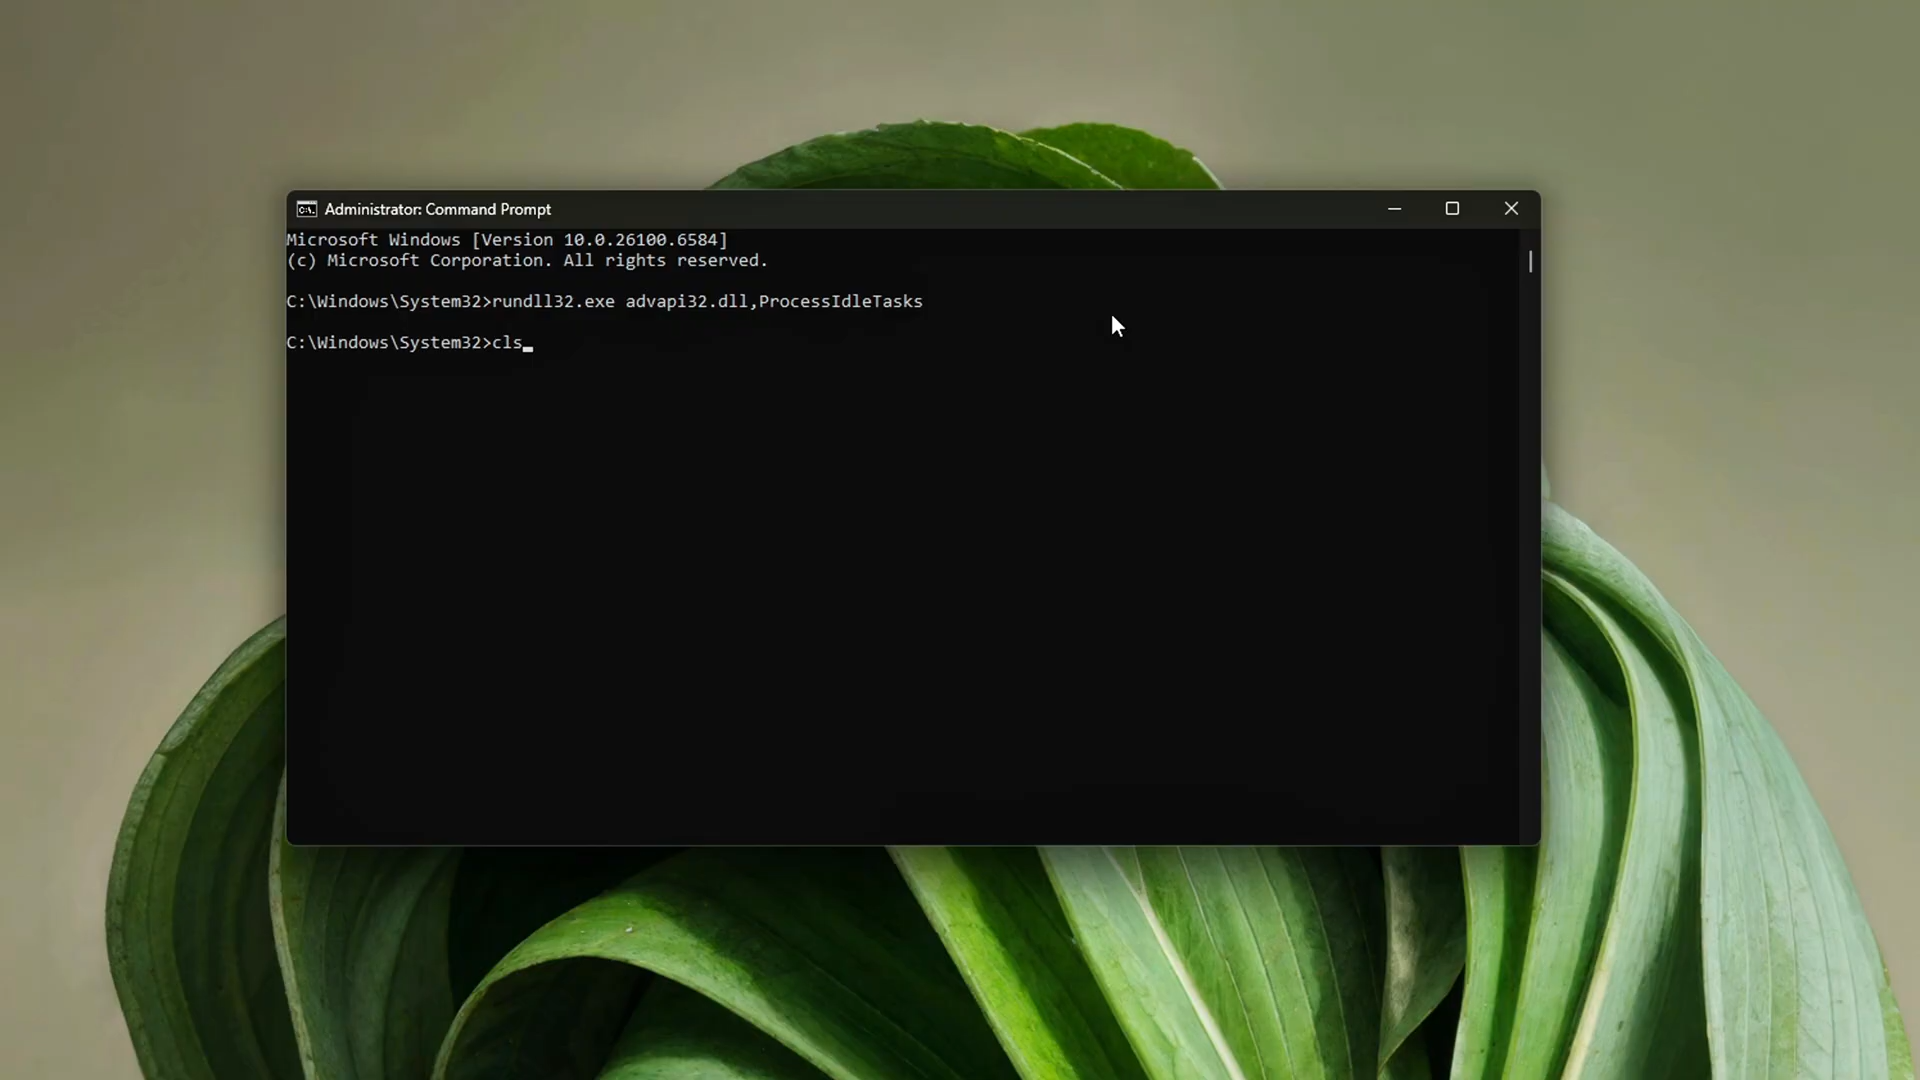 Administrator: Command Prompt
Microsoft Windows [Version 10.0.26100.6584]
(c) Microsoft Corporation. All rights reserved.
C:\Windows\System32>rundll32.exe advapi32.dll,ProcessIdleTasks
C:\Windows\System32>cls